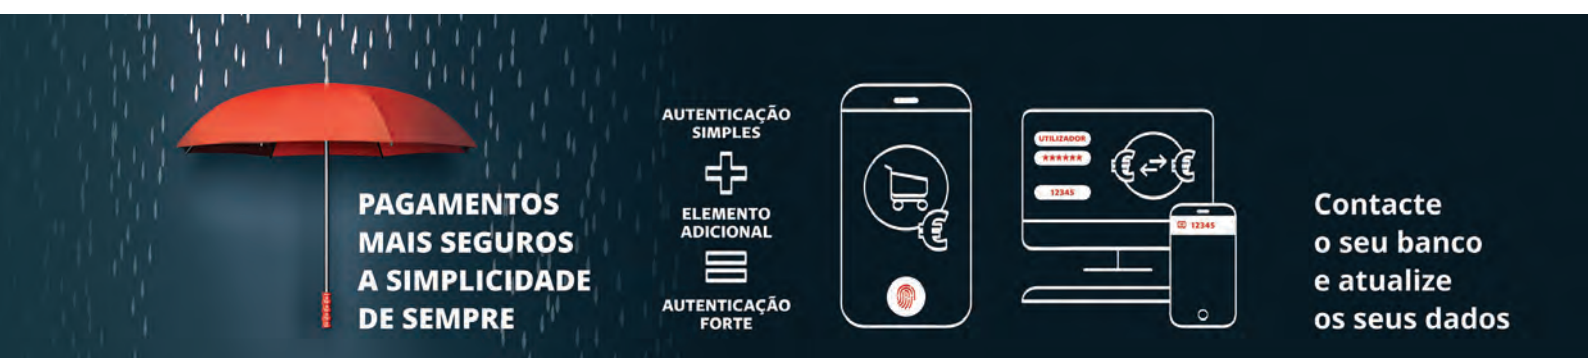 PAGAMENTOS
MAIS SEGUROS
A SIMPLICIDADE
DE SEMPRE
AUTENTICAÇÃO
SIMPLES
ELEMENTO
ADICIONAL
AUTENTICAÇÃO
FORTE
UTILIZADOR
******
12345
12345
Contacte
o seu banco
e atualize
os seus dados